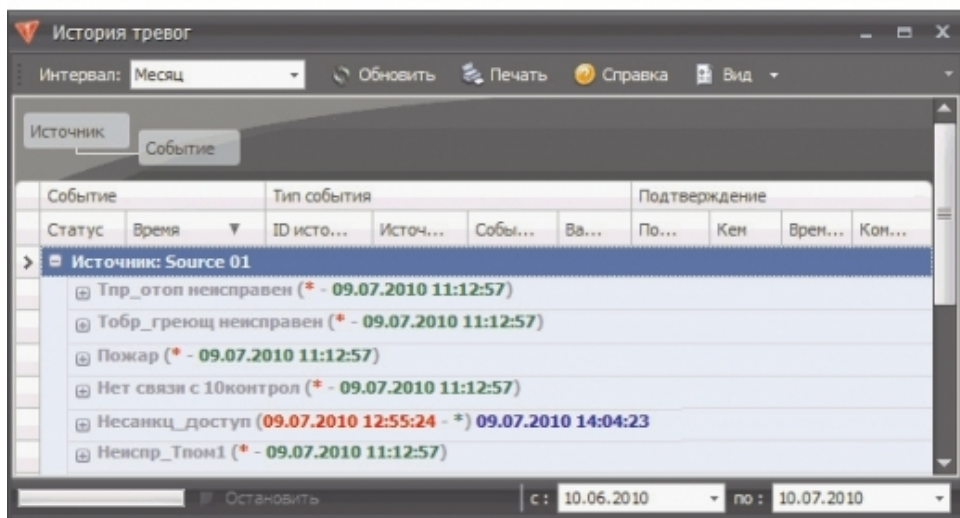 История тревог
Интервал: Месяц Обновить Печать Справка Вид
Источник
Событие
Событие Тип события Подтверждение
Статус Время ID исто... Источ... Собы... Ва... По... Кем Врем... Ком...
Источник: Source 01
Тпр_отоп неисправен (* - 09.07.2010 11:12:57)
Тобр_греющ неисправен (* - 09.07.2010 11:12:57)
Пожар (* - 09.07.2010 11:12:57)
Нет связи с 10контрол (* - 09.07.2010 11:12:57)
Несанкц_доступ (09.07.2010 12:55:24 - *) 09.07.2010 14:04:23
Неиспр_Тпом1 (* - 09.07.2010 11:12:57)
Остановить с : 10.06.2010 по : 10.07.2010